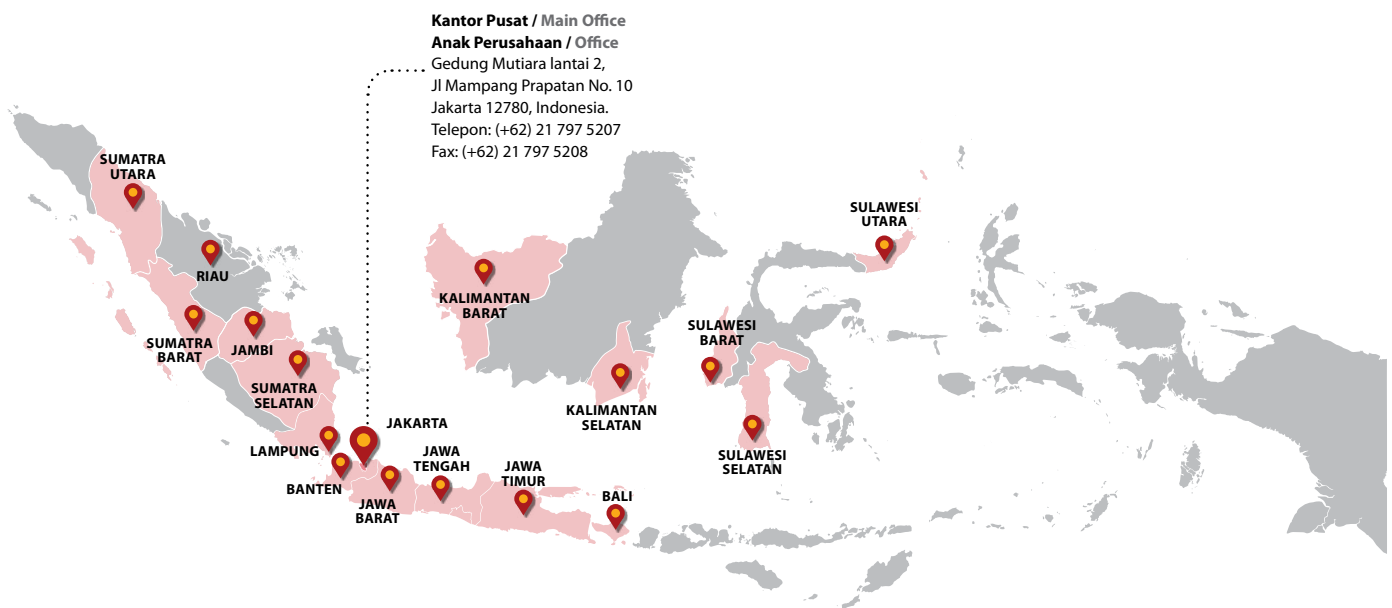 Kantor Pusat / Main Office
Anak Perusahaan / Office
Gedung Mutiara lantai 2,
Jl Mampang Prapatan No. 10
Jakarta 12780, Indonesia.
Telepon: (+62) 21 797 5207
Fax: (+62) 21 797 5208
SUMATRA
UTARA
RIAU
SUMATRA
BARAT
JAMBI
SUMATRA
SELATAN
LAMPUNG
BANTEN
JAKARTA
JAWA
BARAT
JAWA
TENGAH
JAWA
TIMUR
BALI
KALIMANTAN
BARAT
KALIMANTAN
SELATAN
SULAWESI
BARAT
SULAWESI
SELATAN
SULAWESI
UTARA